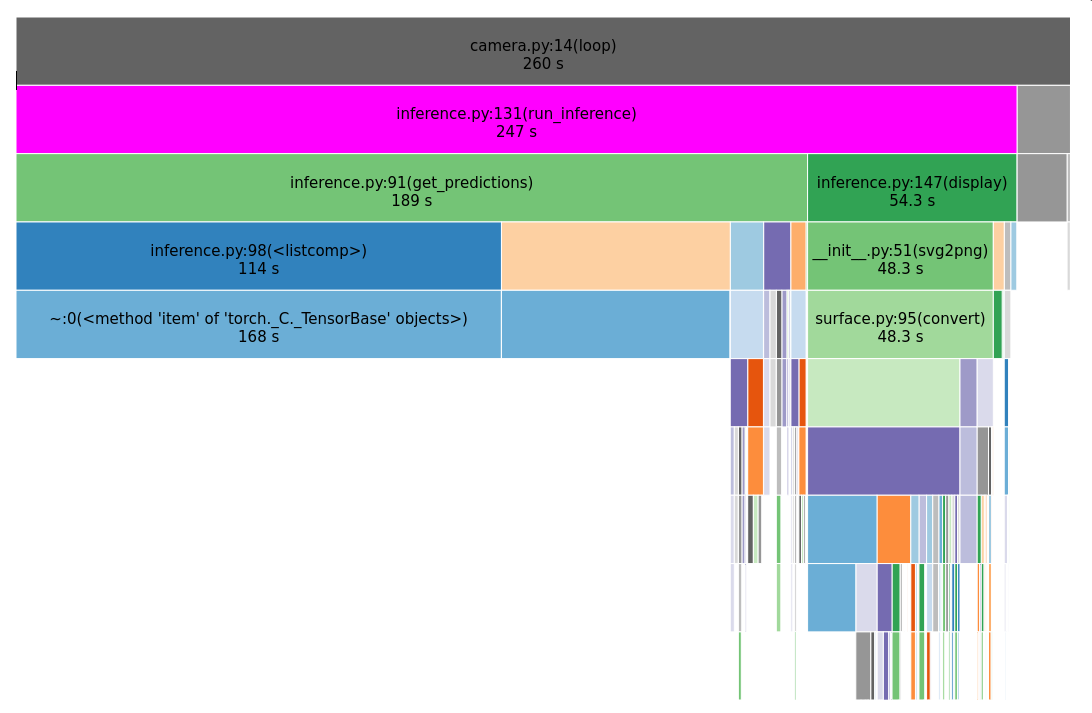 camera.py:14(loop)
260 s
inference.py:131(run_inference)
247 s
inference.py:91(get_predictions)
189 s
inference.py:147(display)
54.3 s
inference.py:98(<listcomp>)
114 s
__init__.py:51(svg2png)
48.3 s
~:0(<method 'item' of 'torch._C._TensorBase' objects>)
168 s
surface.py:95(convert)
48.3 s